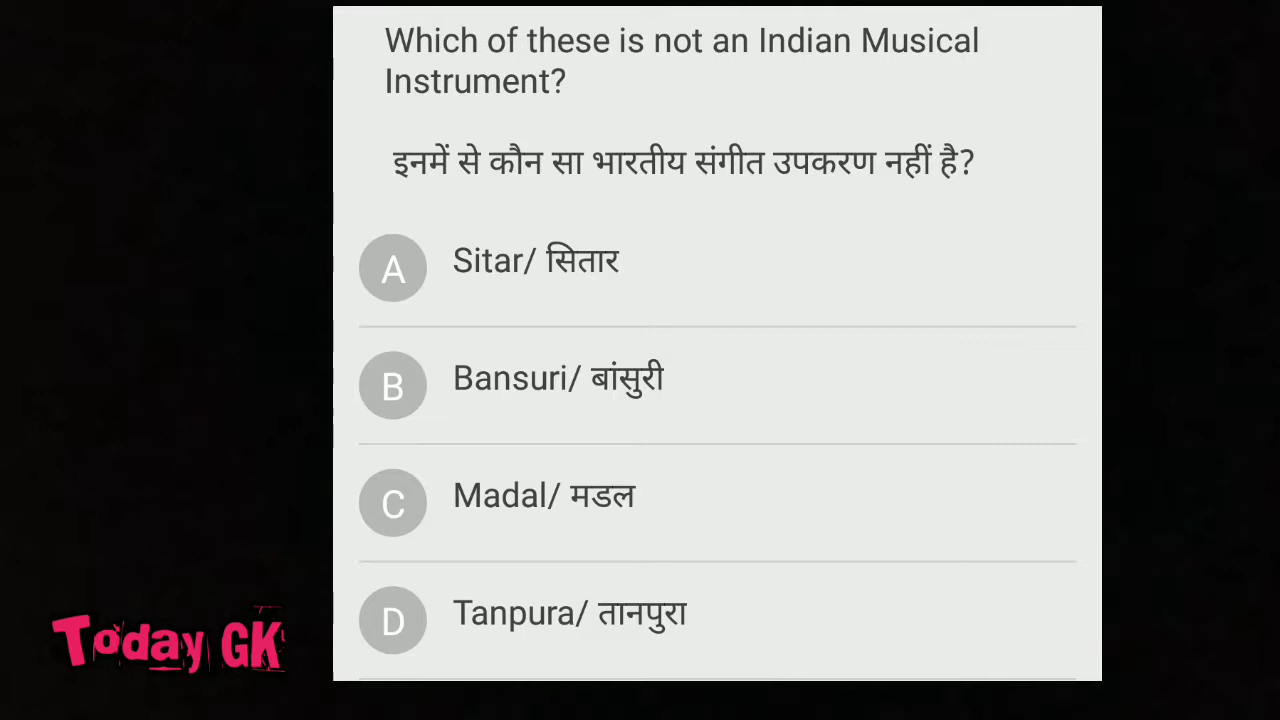 Which of these is not an Indian Musical
Instrument?
इनमें से कौन सा भारतीय संगीत उपकरण नहीं है?
A Sitar/ सितार
B Bansuri/ बांसुरी
C Madal/ मडल
D Tanpura/ तानपुरा
Today GK